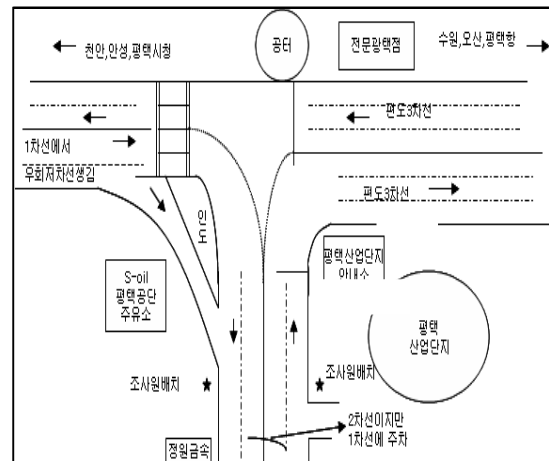 공터
전문광택점
수원,오산,평택항
천안,안성,평택시청
편도3차선
1차선에서
우회저차선생김
편도3차선
인도
평택산업단지
안내소
S-oil
평택공단
주유소
평택
산업단지
조사원배치
조사원배치
2차선이지만
1차선에 주차
정원금속